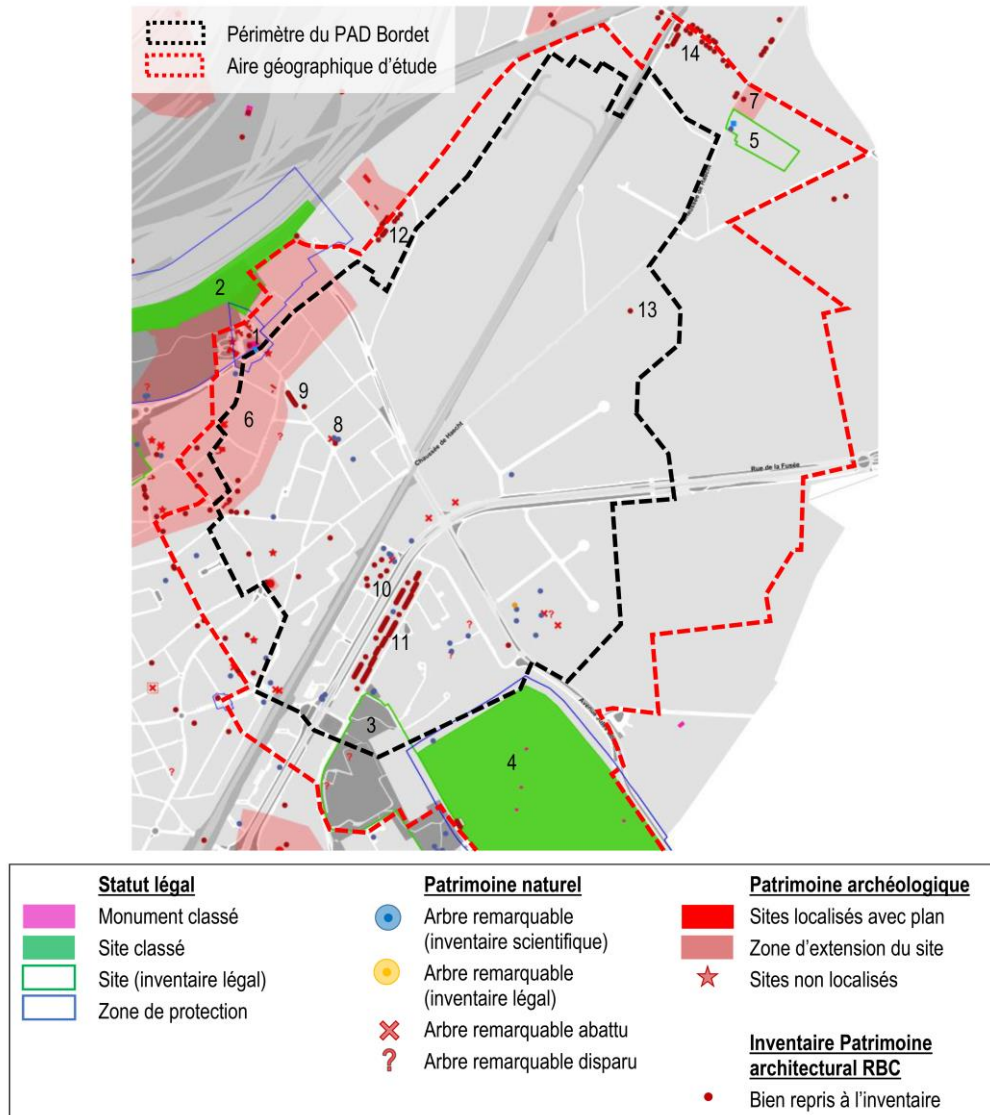 Périmètre du PAD Bordet
Aire géographique d'étude
14
7
5
12
2
13
1
9
6
8
Chaussée de Haecht
Rue de la Fusée
10
11
3
4
Statut légal
Monument classé
Site classé
Site (inventaire légal)
Zone de protection
Patrimoine naturel
Arbre remarquable
(inventaire scientifique)
Arbre remarquable
(inventaire légal)
Arbre remarquable abattu
Arbre remarquable disparu
Patrimoine archéologique
Sites localisés avec plan
Zone d'extension du site
Sites non localisés
Inventaire Patrimoine
architectural RBC
Bien repris à l'inventaire